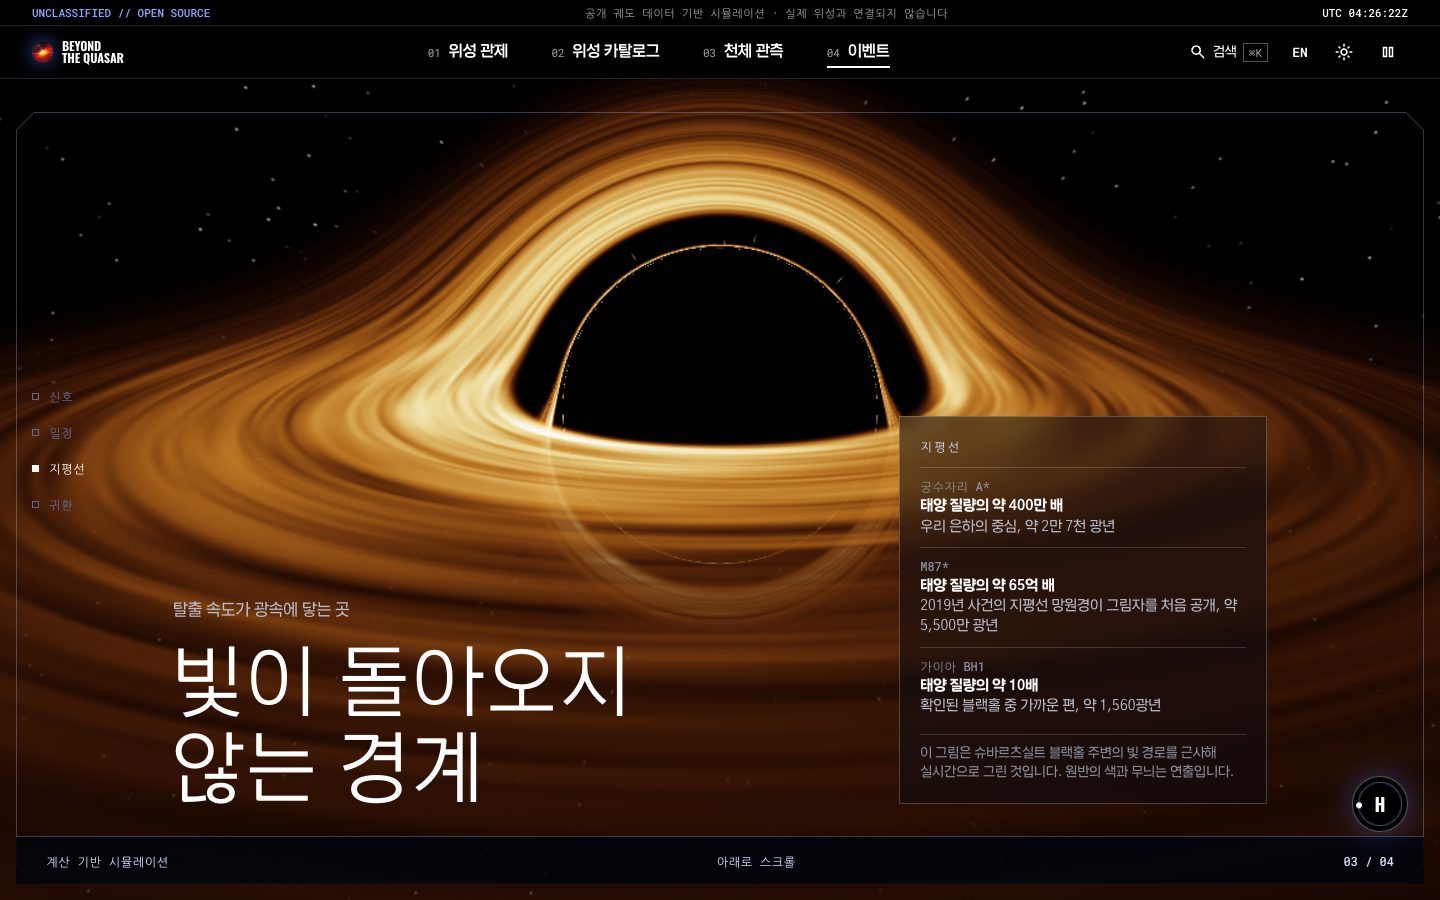 UNCLASSIFIED // OPEN SOURCE
공개 궤도 데이터 기반 시뮬레이션 · 실제 위성과 연결되지 않습니다
UTC 04:26:22Z
BEYOND
THE QUASAR
01 위성 관제
02 위성 카탈로그
03 천체 관측
04 이벤트
검색 ⌘K
EN
신호
일정
지평선
귀환
탈출 속도가 광속에 닿는 곳
빛이 돌아오지
않는 경계
지평선
궁수자리 A*
태양 질량의 약 400만 배
우리 은하의 중심, 약 2만 7천 광년
M87*
태양 질량의 약 65억 배
2019년 사건의 지평선 망원경이 그림자를 처음 공개, 약
5,500만 광년
가이아 BH1
태양 질량의 약 10배
확인된 블랙홀 중 가까운 편, 약 1,560광년
이 그림은 슈바르츠실트 블랙홀 주변의 빛 경로를 근사해
실시간으로 그린 것입니다. 원반의 색과 무늬는 연출입니다.
H
계산 기반 시뮬레이션
아래로 스크롤
03 / 04